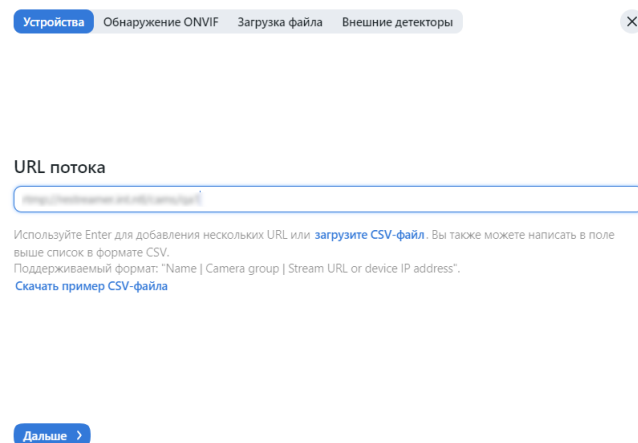 Устройства Обнаружение ONVIF Загрузка файла Внешние детекторы
URL потока
Используйте Enter для добавления нескольких URL или загрузите CSV-файл. Вы также можете написать в поле
выше список в формате CSV.
Поддерживаемый формат: "Name | Camera group | Stream URL or device IP address".
Скачать пример CSV-файла
Дальше